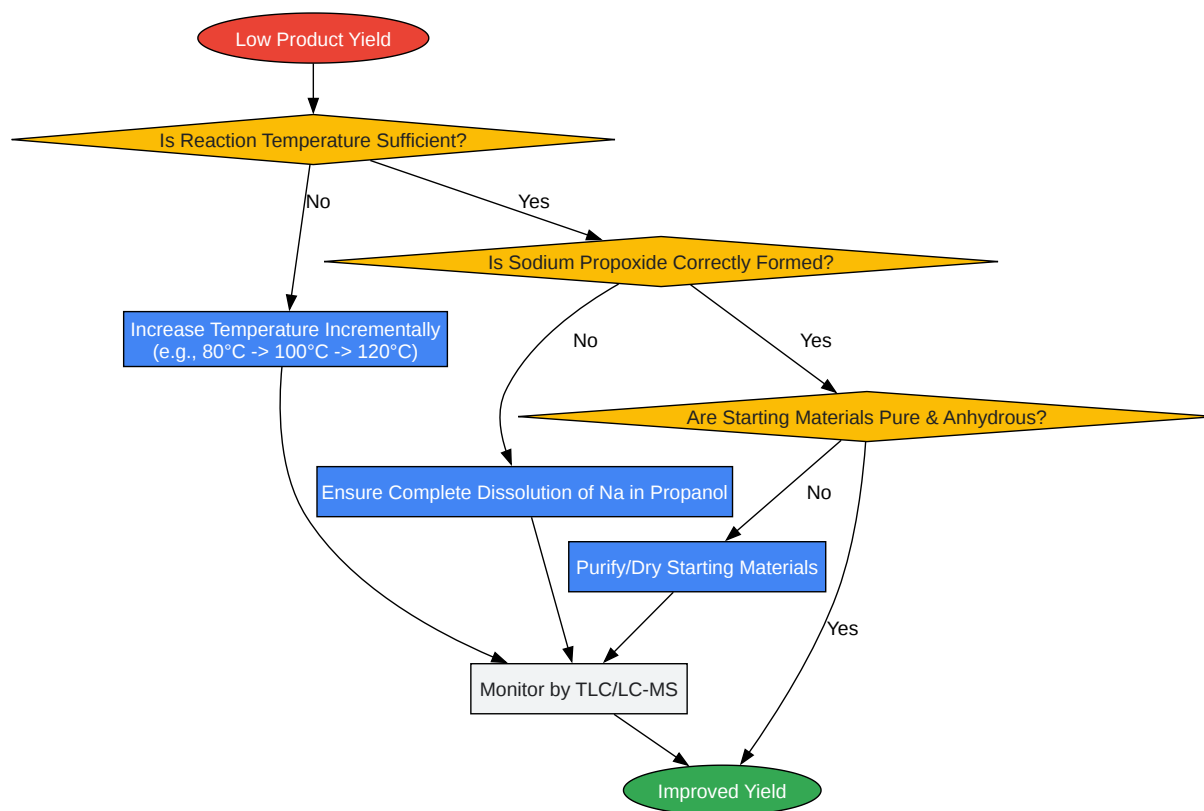 Low Product Yield
Is Reaction Temperature Sufficient?
No
Yes
Is Sodium Propoxide Correctly Formed?
Increase Temperature Incrementally
(e.g., 80°C -> 100°C -> 120°C)
No
Yes
Are Starting Materials Pure & Anhydrous?
Ensure Complete Dissolution of Na in Propanol
No
Purify/Dry Starting Materials
Yes
Monitor by TLC/LC-MS
Improved Yield